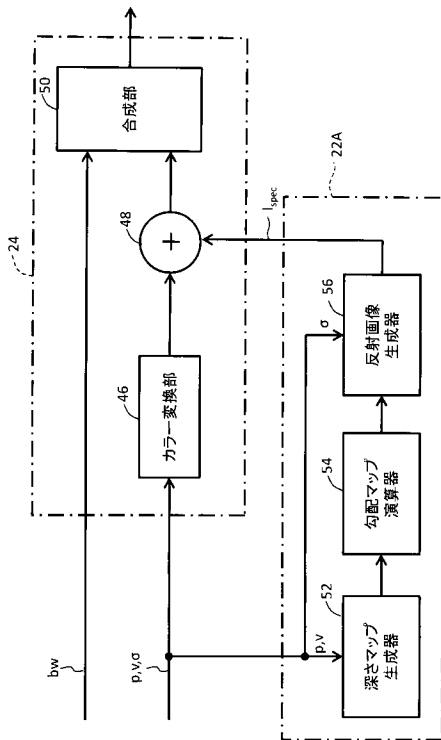 24
50
合成部
bw
48
+
46
カラー変換部
p,v,σ
I_spec
22A
σ
56
反射画像
生成器
54
勾配マップ
演算器
p,v
52
深さマップ
生成器